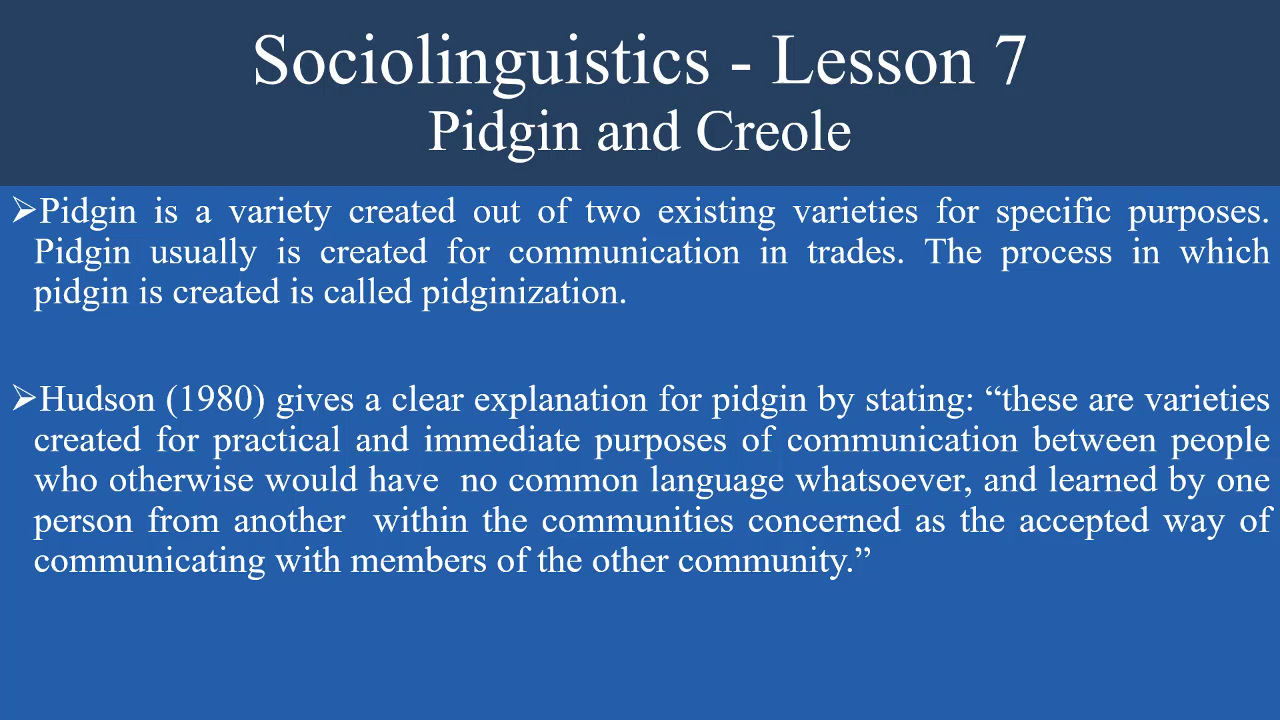 Sociolinguistics - Lesson 7
Pidgin and Creole
➢Pidgin is a variety created out of two existing varieties for specific purposes.
Pidgin usually is created for communication in trades. The process in which
pidgin is created is called pidginization.
➢Hudson (1980) gives a clear explanation for pidgin by stating: “these are varieties
created for practical and immediate purposes of communication between people
who otherwise would have  no common language whatsoever, and learned by one
person from another  within the communities concerned as the accepted way of
communicating with members of the other community.”